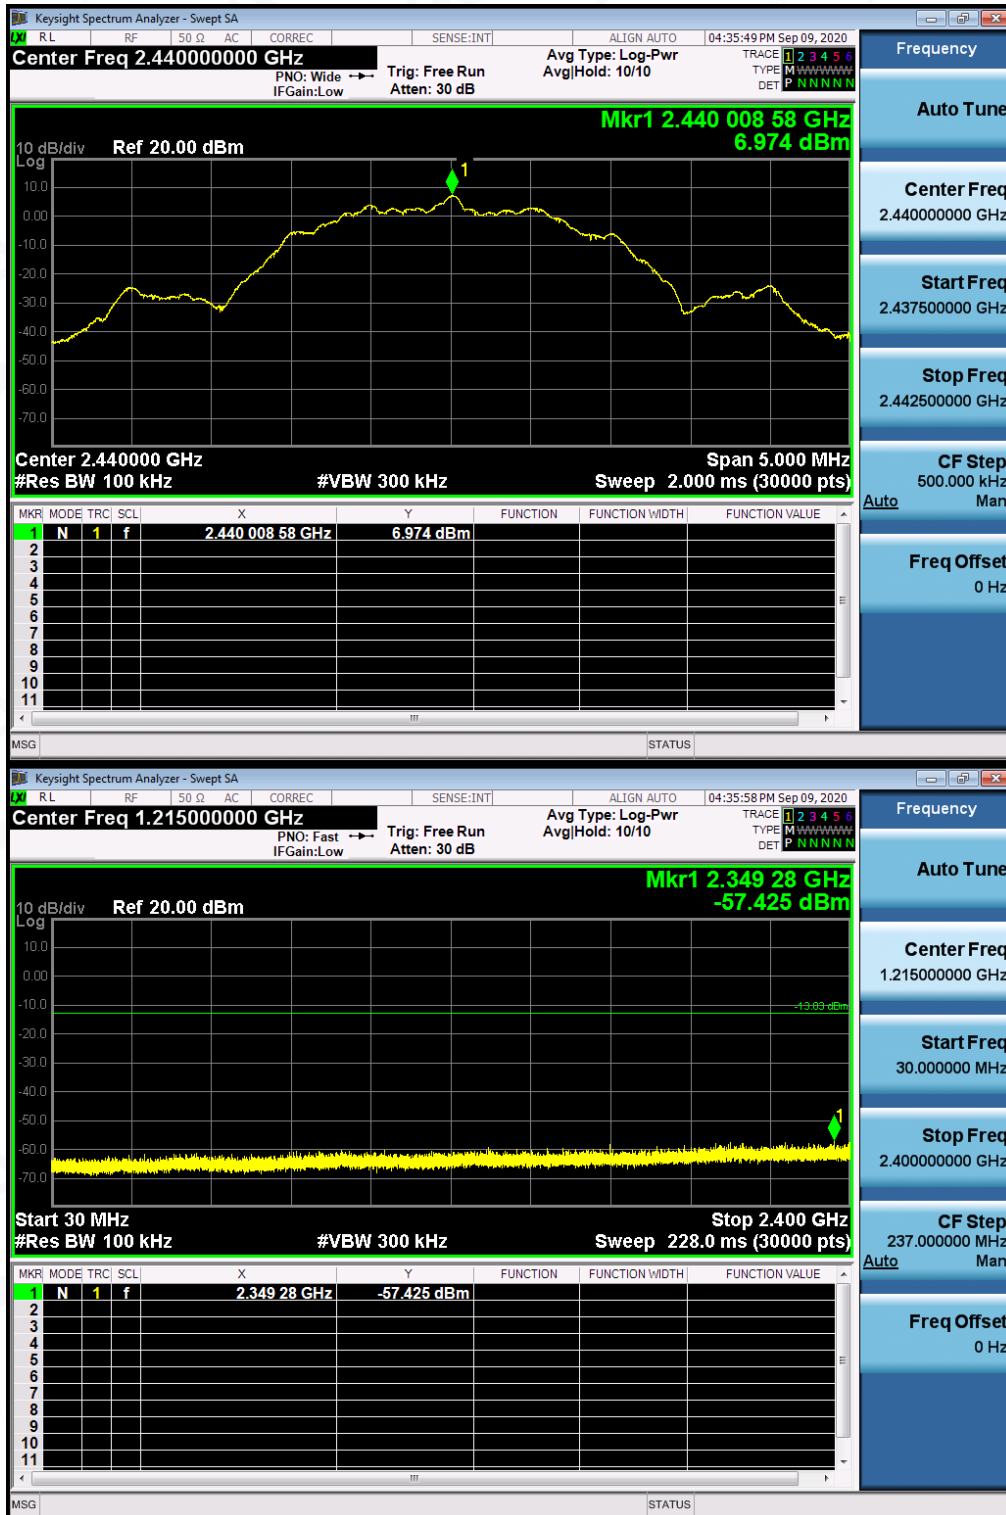 Keysight Spectrum Analyzer - Swept SA
LXI RL RF 50 Ω AC CORREC SENSE:INT ALIGN AUTO 04:35:49 PM Sep 09, 2020
Center Freq 2.440000000 GHz
PNO: Wide
IFGain:Low
Trig: Free Run
Atten: 30 dB
Avg Type: Log-Pwr
Avg|Hold: 10/10
TRACE 1 2 3 4 5 6
TYPE M WWWWW
DET P N N N N N
Mkr1 2.440 008 58 GHz
6.974 dBm
10 dB/div Ref 20.00 dBm
Log
1
10.0
0.00
-10.0
-20.0
-30.0
-40.0
-50.0
-60.0
-70.0
Center 2.440000 GHz Span 5.000 MHz
#Res BW 100 kHz #VBW 300 kHz Sweep 2.000 ms (30000 pts)
MKR MODE TRC SCL X Y FUNCTION FUNCTION WIDTH FUNCTION VALUE
1 N 1 f 2.440 008 58 GHz 6.974 dBm
2
3
4
5
6
7
8
9
10
11
MSG STATUS
Frequency
Auto Tune
Center Freq
2.440000000 GHz
Start Freq
2.437500000 GHz
Stop Freq
2.442500000 GHz
CF Step
500.000 kHz
Auto Man
Freq Offset
0 Hz
Keysight Spectrum Analyzer - Swept SA
LXI RL RF 50 Ω AC CORREC SENSE:INT ALIGN AUTO 04:35:58 PM Sep 09, 2020
Center Freq 1.215000000 GHz
PNO: Fast
IFGain:Low
Trig: Free Run
Atten: 30 dB
Avg Type: Log-Pwr
Avg|Hold: 10/10
TRACE 1 2 3 4 5 6
TYPE M WWWWW
DET P N N N N N
Mkr1 2.349 28 GHz
-57.425 dBm
10 dB/div Ref 20.00 dBm
Log
10.0
0.00
-10.0
-13.03 dBm
-20.0
-30.0
-40.0
-50.0
1
-60.0
-70.0
Start 30 MHz Stop 2.400 GHz
#Res BW 100 kHz #VBW 300 kHz Sweep 228.0 ms (30000 pts)
MKR MODE TRC SCL X Y FUNCTION FUNCTION WIDTH FUNCTION VALUE
1 N 1 f 2.349 28 GHz -57.425 dBm
2
3
4
5
6
7
8
9
10
11
MSG STATUS
Frequency
Auto Tune
Center Freq
1.215000000 GHz
Start Freq
30.000000 MHz
Stop Freq
2.400000000 GHz
CF Step
237.000000 MHz
Auto Man
Freq Offset
0 Hz